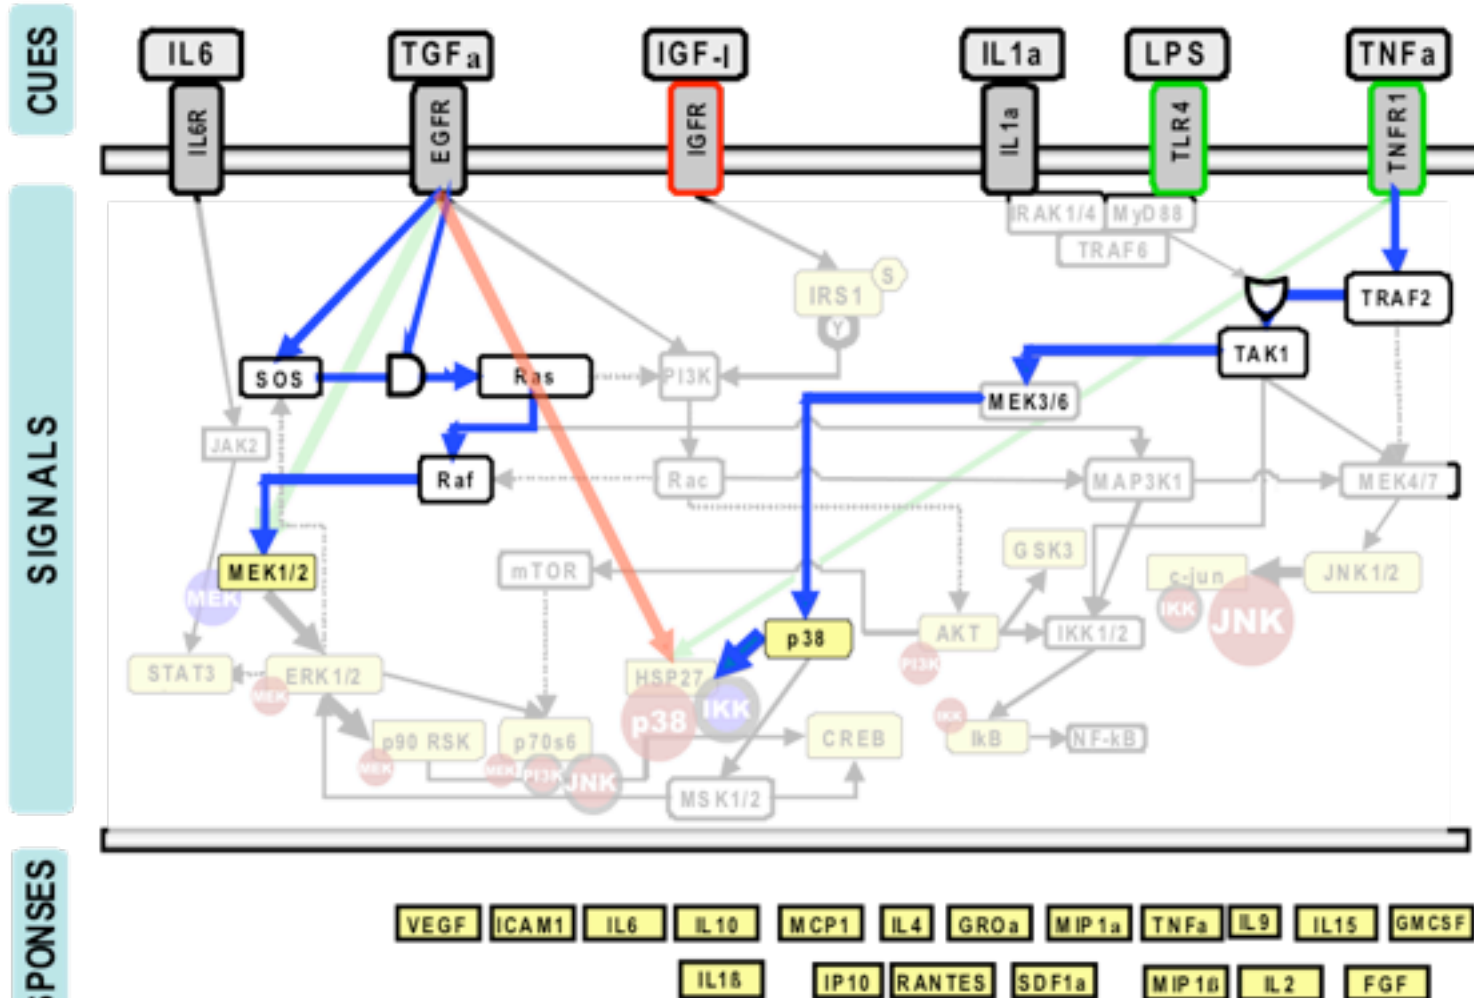 CUES
IL6
TGFa
IGF-I
IL1a
LPS
TNFa
IL6R
EGFR
IGFR
IL1a
TLR4
TNFR1
SIGNALS
IRAK1/4
MyD88
TRAF6
IRS1
S
Y
TRAF2
SOS
Ras
PI3K
TAK1
MEK3/6
JAK2
Raf
Rac
MAP3K1
MEK4/7
MEK1/2
MEK
mTOR
GSK3
c-jun
JNK1/2
IKK
JNK
p38
AKT
PI3K
IKK1/2
STAT3
ERK1/2
MEK
HSP27
p38
IKK
p90 RSK
MEK
p70s6
MEK
PI3K
JNK
CREB
IKK
IkB
NF-kB
MSK1/2
SPONSES
VEGF
ICAM1
IL6
IL10
MCP1
IL4
GROa
MIP1a
TNFa
IL9
IL15
GMCSF
IL1ß
IP10
RANTES
SDF1a
MIP1ß
IL2
FGF